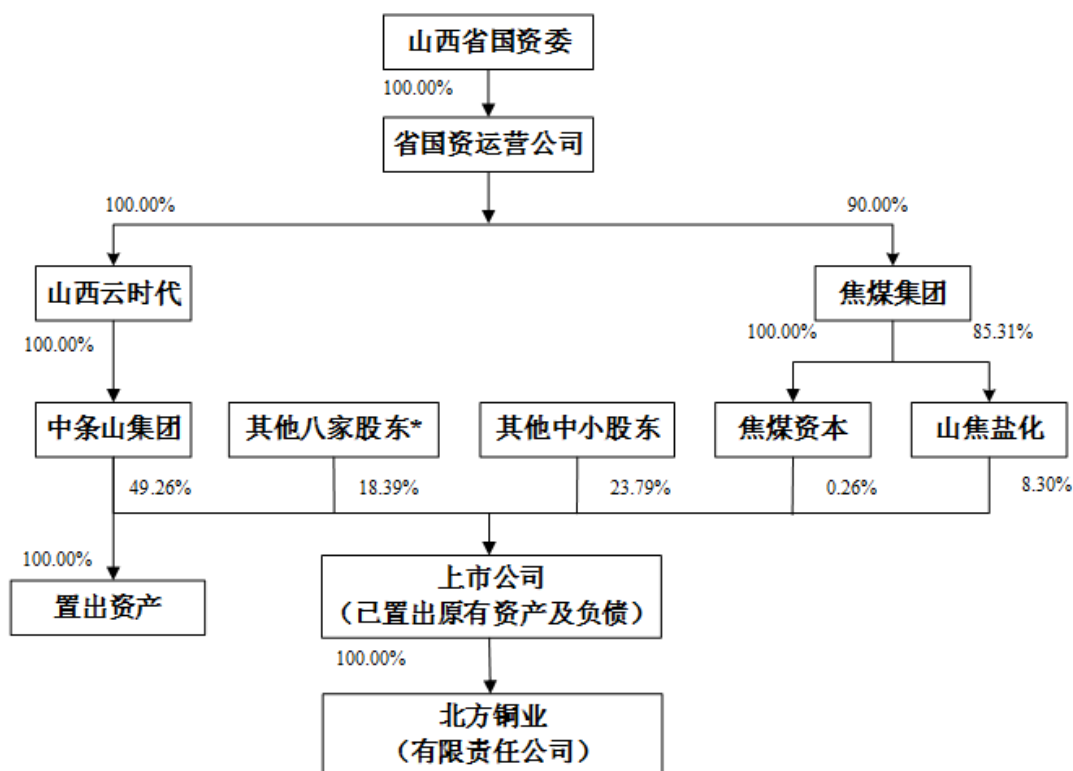 山西省国资委
100.00%
省国资运营公司
100.00%
90.00%
山西云时代
焦煤集团
100.00%
100.00%
85.31%
中条山集团
其他八家股东*
其他中小股东
焦煤资本
山焦盐化
49.26%
18.39%
23.79%
0.26%
8.30%
100.00%
置出资产
上市公司
（已置出原有资产及负债）
100.00%
北方铜业
（有限责任公司）